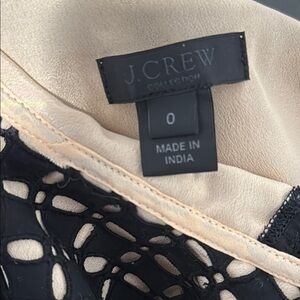 J.CREW
COLLECTION
0
MADE IN
INDIA